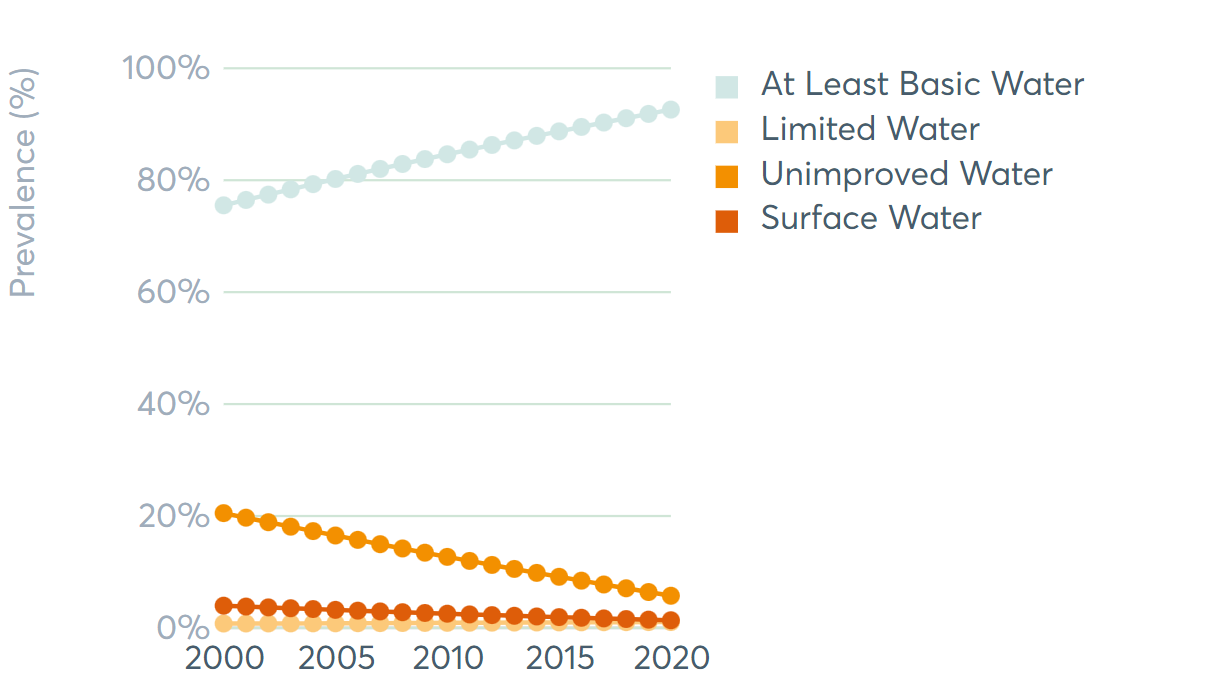 Prevalence (%)
100%
80%
60%
40%
20%
0%
2000 2005 2010 2015 2020
At Least Basic Water
Limited Water
Unimproved Water
Surface Water